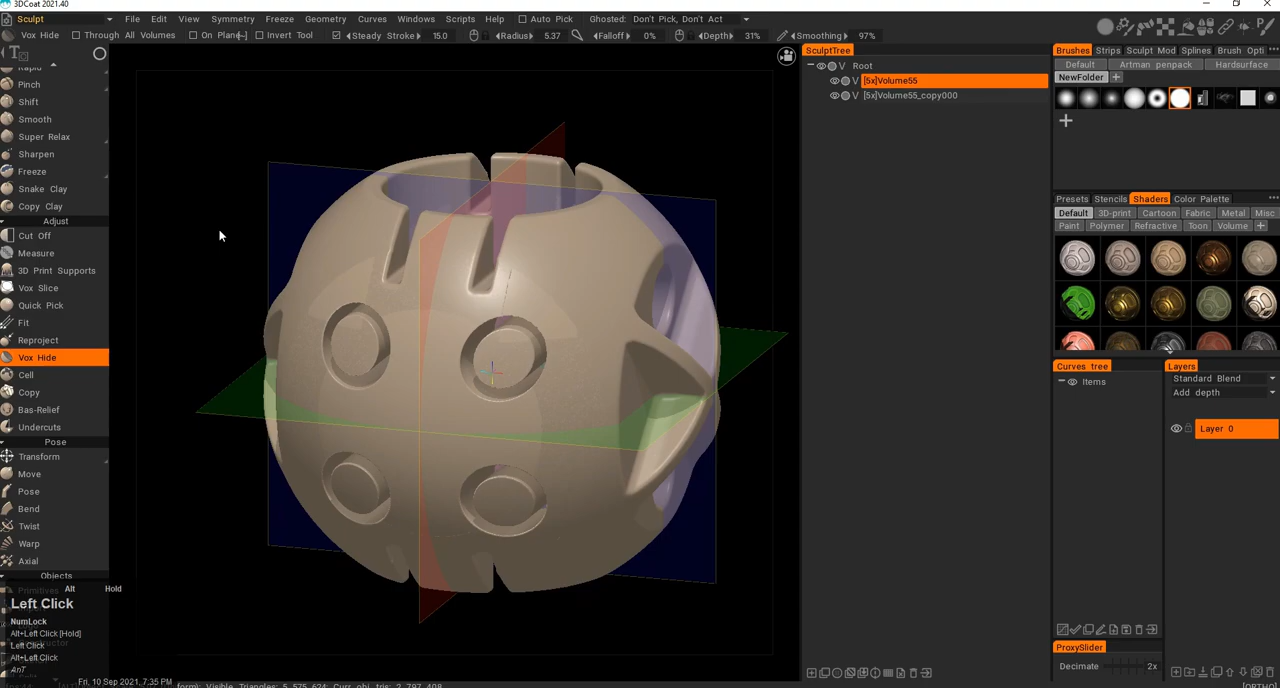 3DCoat 2021.40
Sculpt File Edit View Symmetry Freeze Geometry Curves Windows Scripts Help Auto Pick Ghosted: Don't Pick, Don't Act
Vox Hide Through All Volumes On Plane Invert Tool Steady Stroke 15.0 Radius 5.37 Falloff 0% Depth 31% Smoothing 97%
Pinch
Shift
Smooth
Super Relax
Sharpen
Freeze
Snake Clay
Copy Clay
Adjust
Cut Off
Measure
3D Print Supports
Vox Slice
Quick Pick
Fit
Reproject
Vox Hide
Cell
Copy
Bas-Relief
Undercuts
Pose
Transform
Move
Pose
Bend
Twist
Warp
Axial
Objects
Primitives
Alt Hold
Left Click
NumLock
Alt+Left Click [Hold]
Left Click
Alt+Left Click
Fri, 10 Sep 2021, 7:35 PM
SculptTree
Root
V [5x]Volume55
V [5x]Volume55_copy000
Brushes Strips Sculpt Mod Splines Brush Opti
Default Artman penpack Hardsurface
NewFolder +
Presets Stencils Shaders Color Palette
Default 3D-print Cartoon Fabric Metal Misc
Paint Polymer Refractive Toon Volume +
Curves tree
Items
Layers
Standard Blend
Add depth
Layer 0
ProxySlider
Decimate 2x